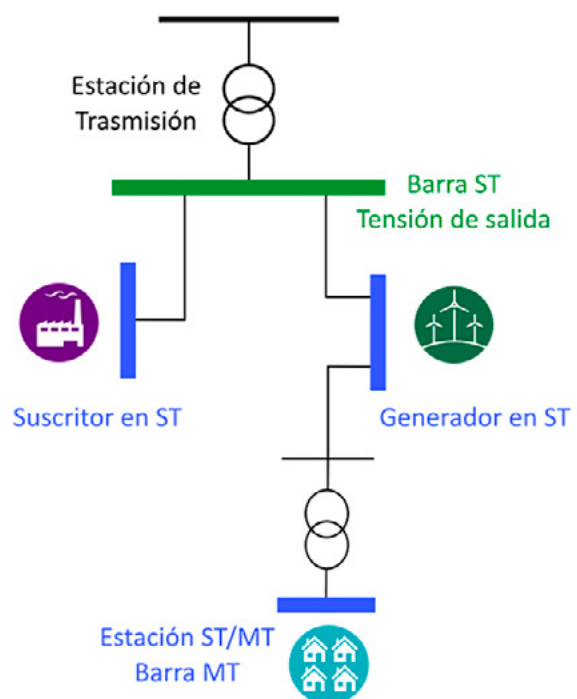 Estación de
Trasmisión
Barra ST
Tensión de salida
Suscritor en ST
Generador en ST
Estación ST/MT
Barra MT